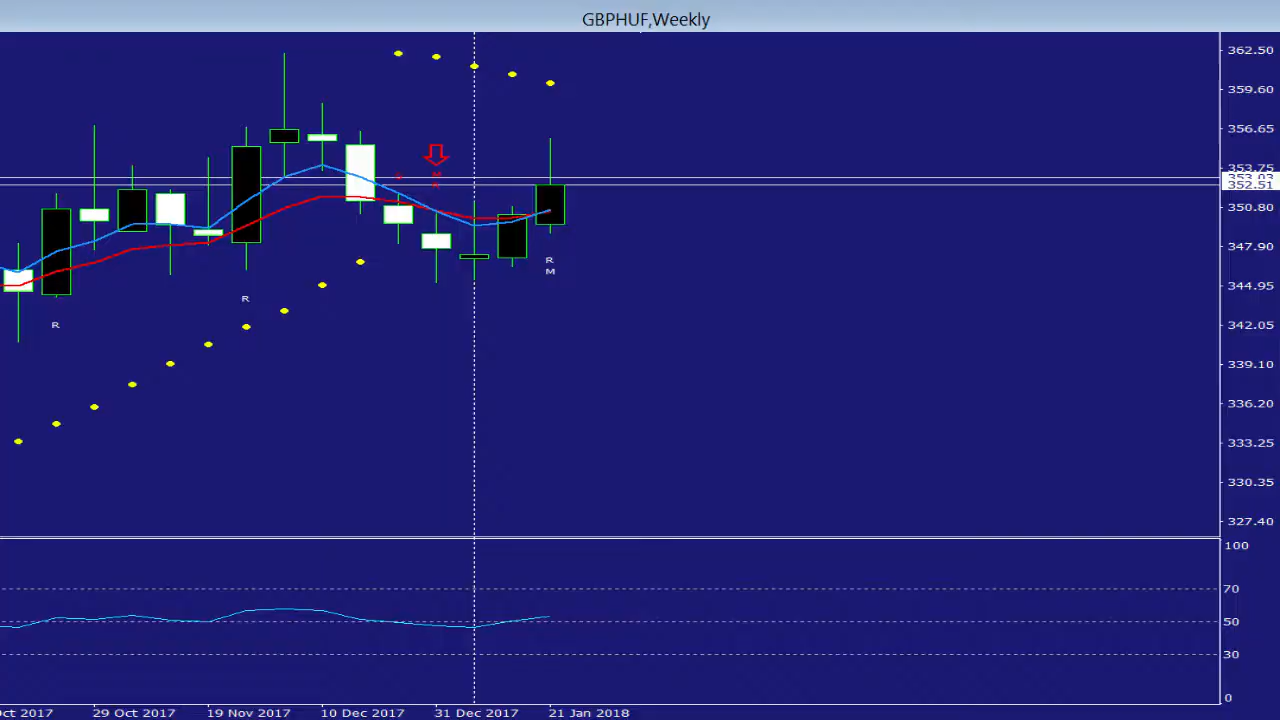 GBPHUF,Weekly
362.50
359.60
356.65
353.75
353.03
352.51
350.80
347.90
344.95
342.05
339.10
336.20
333.25
330.35
327.40
M
R
R
M
R
R
100
70
50
30
0
Oct 2017 29 Oct 2017 19 Nov 2017 10 Dec 2017 31 Dec 2017 21 Jan 2018